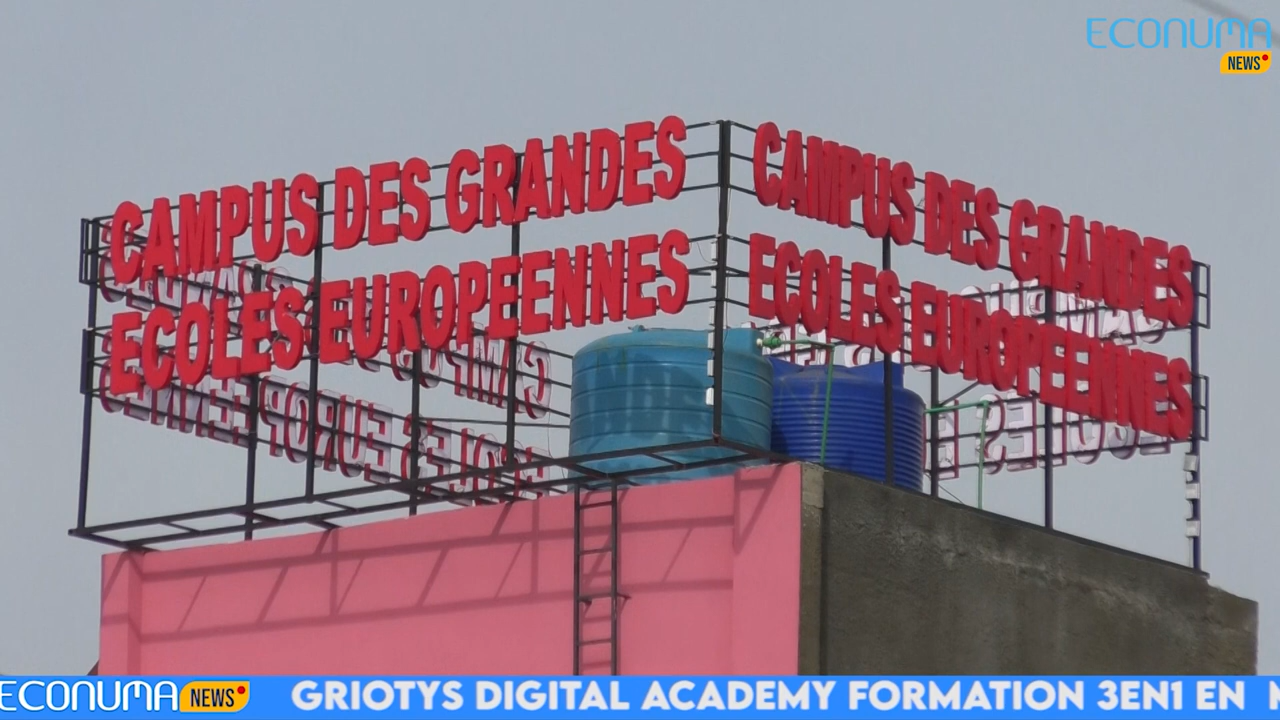 ECONUMA
NEWS
CAMPUS DES GRANDES
ECOLES EUROPEENNES
CAMPUS DES GRANDES
ECOLES EUROPEENNES
ECONUMA NEWS GRIOTYS DIGITAL ACADEMY FORMATION 3EN1 EN